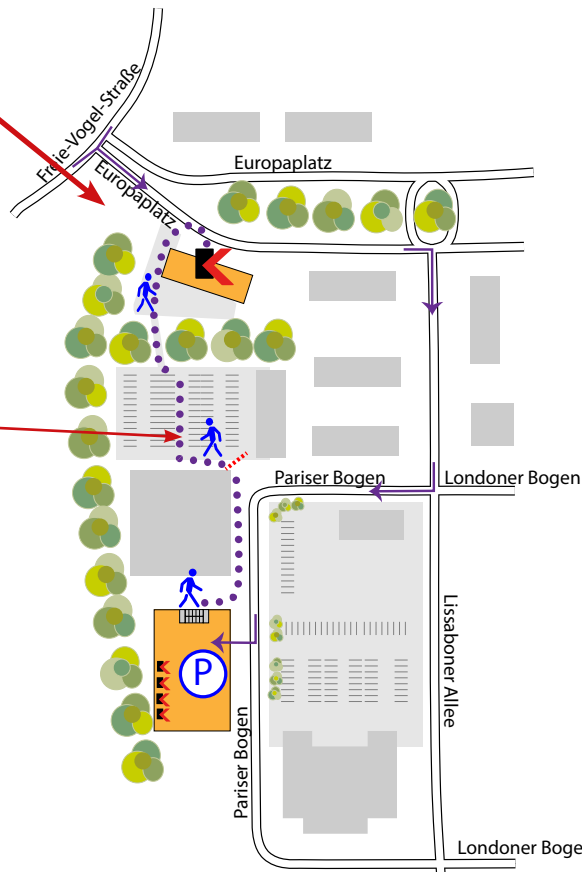 Freie-Vogel-Straße
Europaplatz
Europaplatz
Pariser Bogen
Londoner Bogen
Lissaboner Allee
P
Pariser Bogen
Londoner Boge